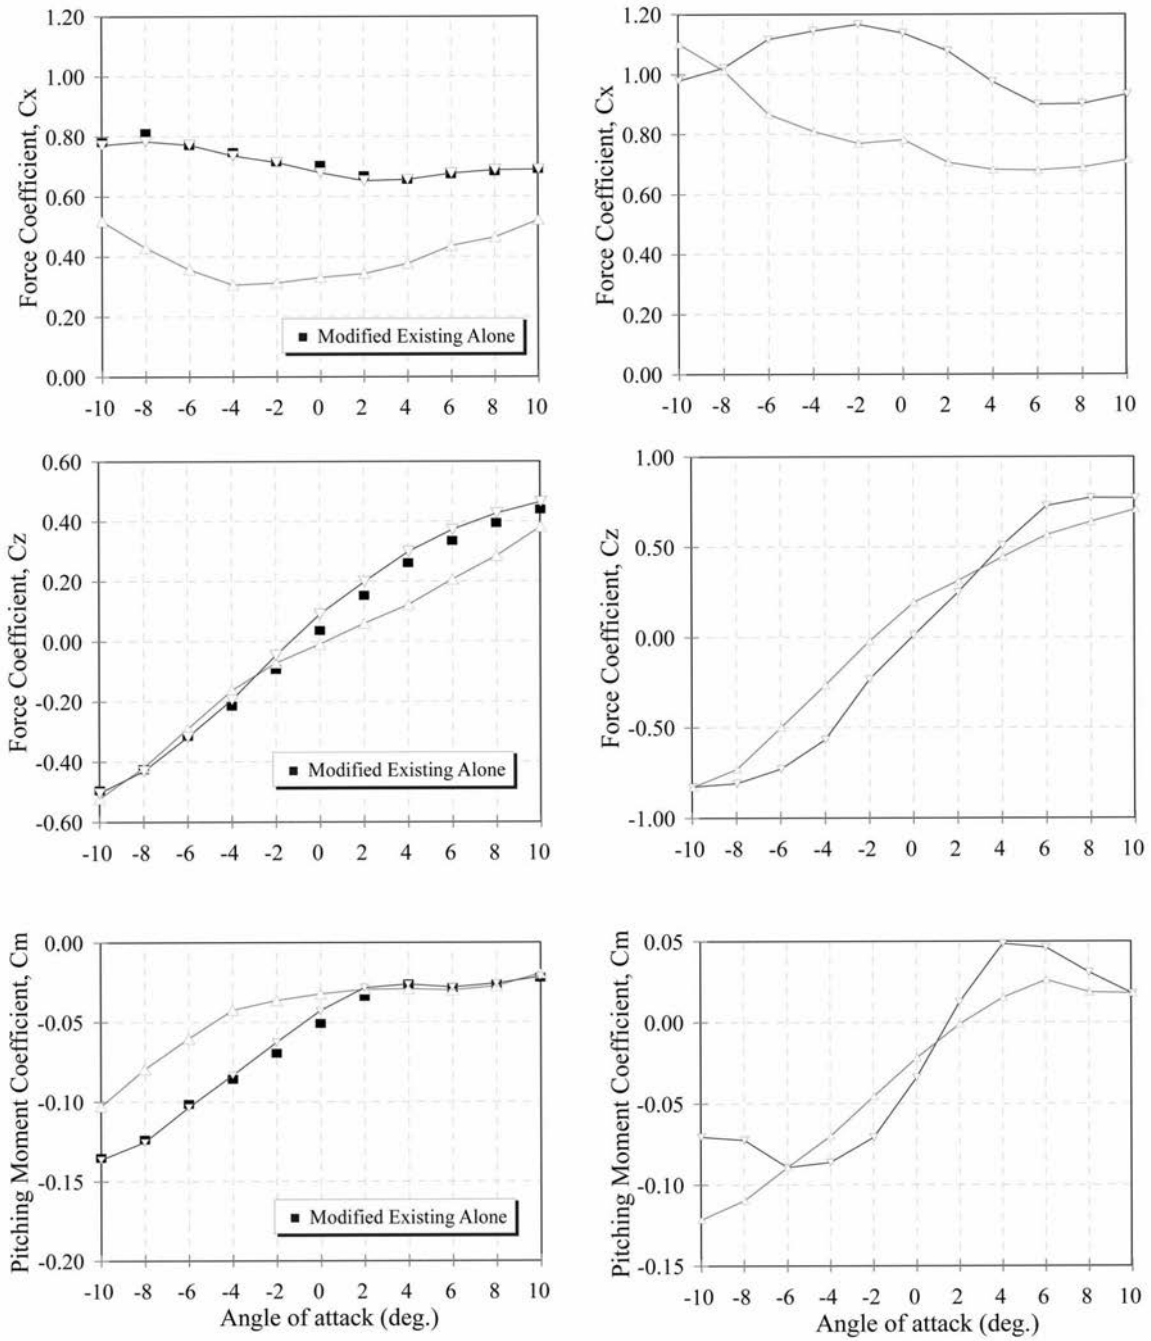 Force Coefficient, Cx
1.20
1.00
0.80
0.60
0.40
0.20
0.00
■ Modified Existing Alone
-10 -8 -6 -4 -2 0 2 4 6 8 10
Force Coefficient, Cx
1.20
1.00
0.80
0.60
0.40
0.20
0.00
-10 -8 -6 -4 -2 0 2 4 6 8 10
Force Coefficient, Cz
0.60
0.40
0.20
0.00
-0.20
-0.40
-0.60
■ Modified Existing Alone
-10 -8 -6 -4 -2 0 2 4 6 8 10
Force Coefficient, Cz
1.00
0.50
0.00
-0.50
-1.00
-10 -8 -6 -4 -2 0 2 4 6 8 10
Pitching Moment Coefficient, Cm
0.00
-0.05
-0.10
-0.15
-0.20
■ Modified Existing Alone
-10 -8 -6 -4 -2 0 2 4 6 8 10
Angle of attack (deg.)
Pitching Moment Coefficient, Cm
0.05
0.00
-0.05
-0.10
-0.15
-10 -8 -6 -4 -2 0 2 4 6 8 10
Angle of attack (deg.)